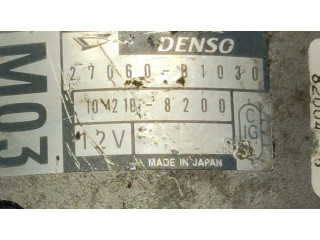 DENSO
27060-B1030
104210-8200
12V
C
IG
MADE IN JAPAN
M03